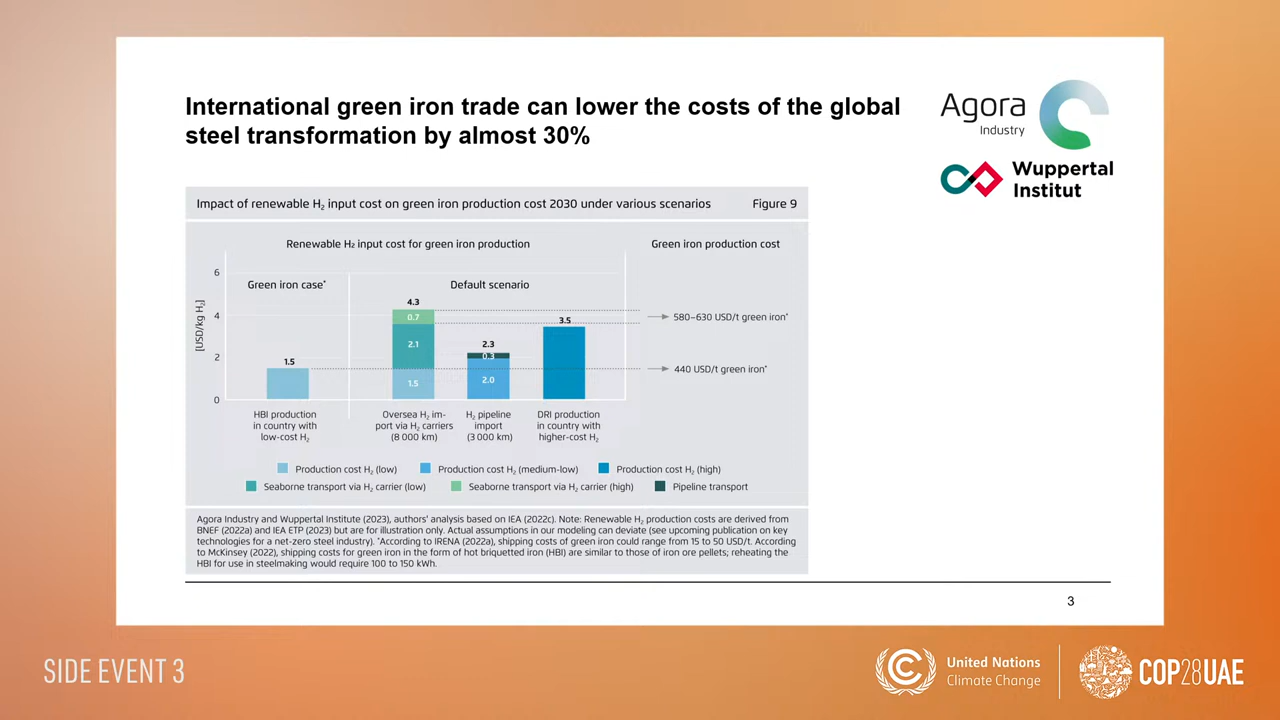 International green iron trade can lower the costs of the global
steel transformation by almost 30%
Agora
Industry
Wuppertal
Institut
Impact of renewable H₂ input cost on green iron production cost 2030 under various scenarios
Figure 9
Renewable H₂ input cost for green iron production
Green iron production cost
[USD/kg H₂]
6
4
2
0
Green iron case*
Default scenario
1.5
4.3
0.7
2.1
1.5
2.3
0.3
2.0
3.5
580–630 USD/t green iron*
440 USD/t green iron*
HBI production
in country with
low-cost H₂
Oversea H₂ im-
port via H₂ carriers
(8 000 km)
H₂ pipeline
import
(3 000 km)
DRI production
in country with
higher-cost H₂
Production cost H₂ (low)
Production cost H₂ (medium-low)
Production cost H₂ (high)
Seaborne transport via H₂ carrier (low)
Seaborne transport via H₂ carrier (high)
Pipeline transport
Agora Industry and Wuppertal Institute (2023), authors' analysis based on IEA (2022c). Note: Renewable H₂ production costs are derived from
BNEF (2022a) and IEA ETP (2023) but are for illustration only. Actual assumptions in our modeling can deviate (see upcoming publication on key
technologies for a net-zero steel industry). *According to IRENA (2022a), shipping costs of green iron could range from 15 to 50 USD/t. According
to McKinsey (2022), shipping costs for green iron in the form of hot briquetted iron (HBI) are similar to those of iron ore pellets; reheating the
HBI for use in steelmaking would require 100 to 150 kWh.
3
SIDE EVENT 3
United Nations
Climate Change
COP28UAE